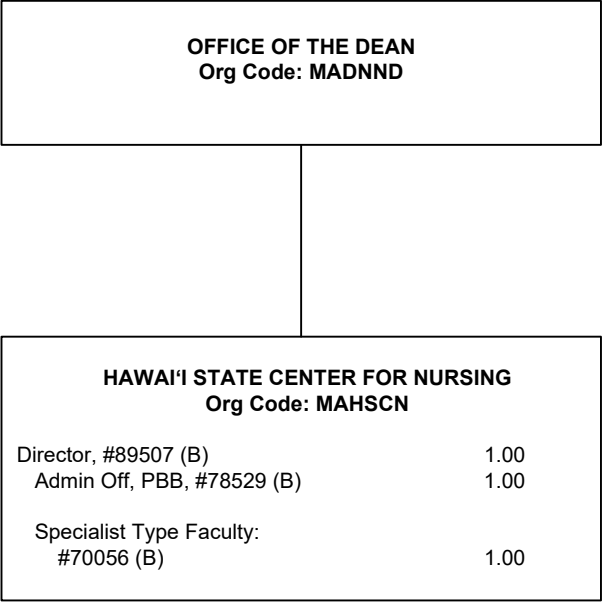 OFFICE OF THE DEAN
Org Code: MADNND
HAWAIʻI STATE CENTER FOR NURSING
Org Code: MAHSCN
Director, #89507 (B) 1.00
Admin Off, PBB, #78529 (B) 1.00
Specialist Type Faculty:
#70056 (B) 1.00